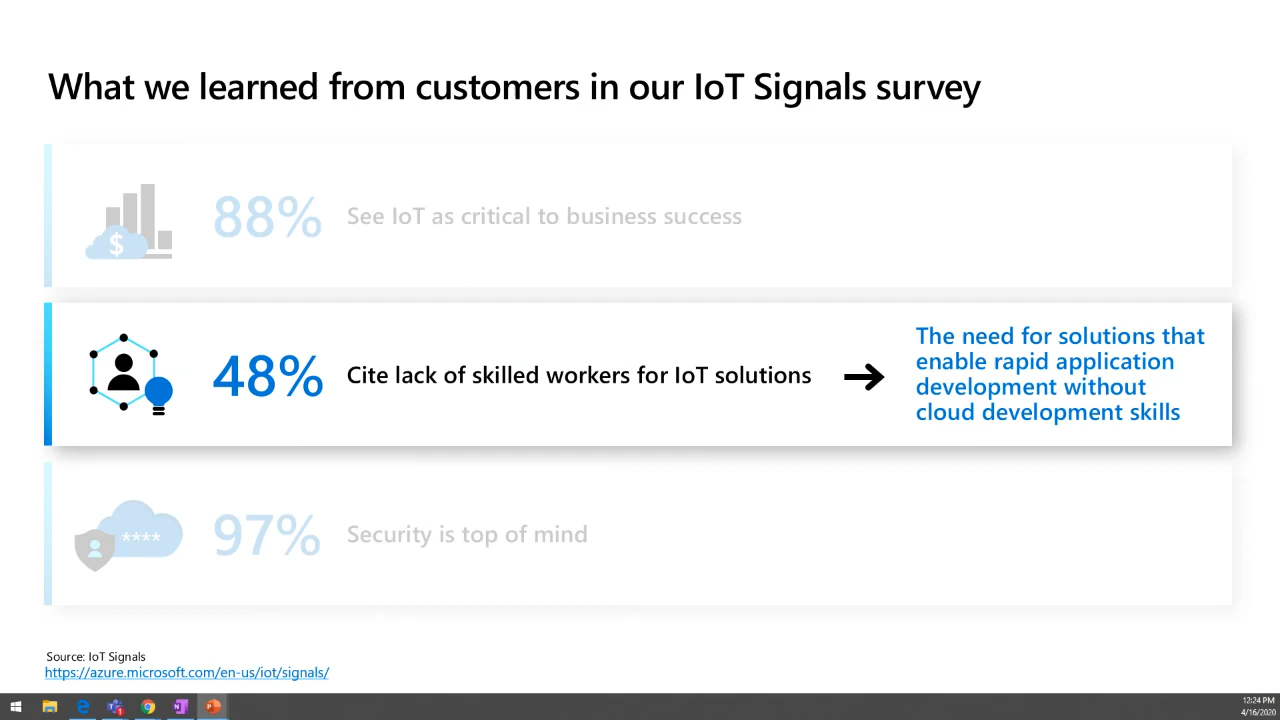 What we learned from customers in our IoT Signals survey
$
88%
See IoT as critical to business success
48%
Cite lack of skilled workers for IoT solutions
The need for solutions that
enable rapid application
development without
cloud development skills
****
97%
Security is top of mind
Source: IoT Signals
https://azure.microsoft.com/en-us/iot/signals/
12:24 PM
4/16/2020